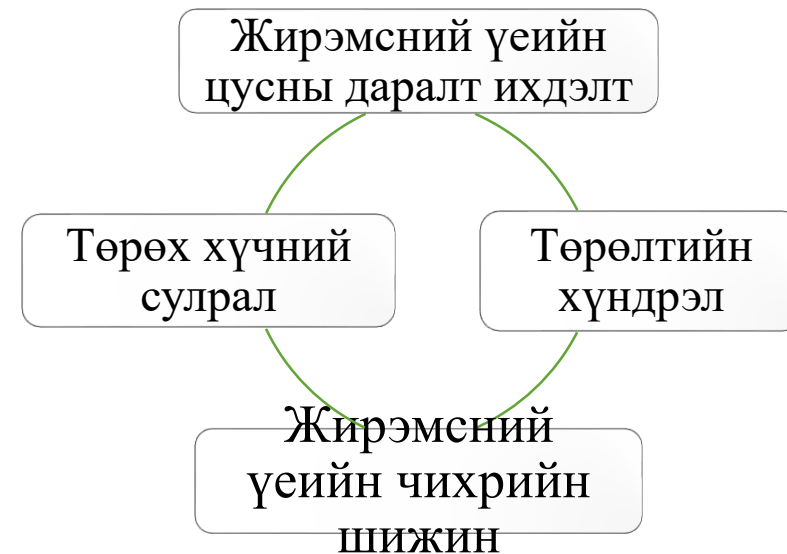 Жирэмсний үеийн
цусны даралт ихдэлт
Төрөх хүчний
сулрал
Төрөлтийн
хүндрэл
Жирэмсний
үеийн чихрийн
шижин